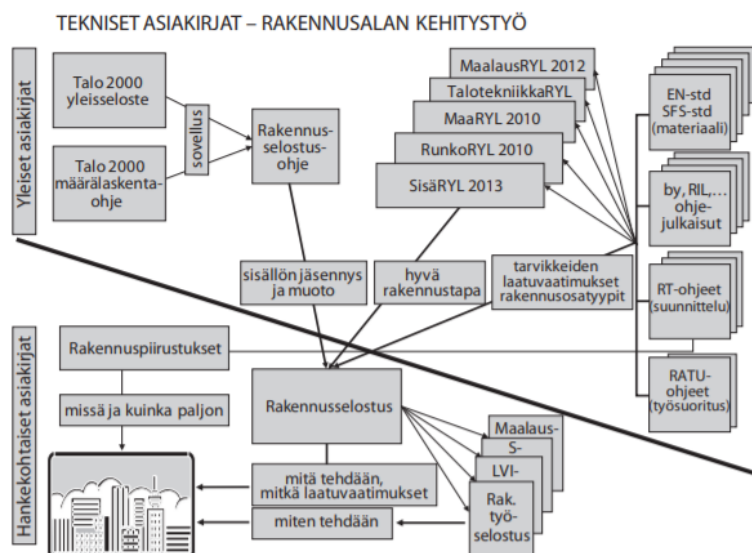 TEKNISET ASIAKIRJAT – RAKENNUSALAN KEHITYSTYÖ
Yleiset asiakirjat
Talo 2000
yleisseloste
Talo 2000
määrälaskenta-
ohje
sovellus
Rakennus-
selostus-
ohje
MaalausRYL 2012
TalotekniikkaRYL
MaaRYL 2010
RunkoRYL 2010
SisäRYL 2013
EN-std
SFS-std
(materiaali)
by, RIL,...
ohje-
julkaisut
RT-ohjeet
(suunnittelu)
RATU-
ohjeet
(työsuoritus)
sisällön jäsennys
ja muoto
hyvä
rakennustapa
tarvikkeiden
laatuvaatimukset
rakennusosatyypit
Hankekohtaiset asiakirjat
Rakennuspiirustukset
missä ja kuinka paljon
Rakennusselostus
mitä tehdään,
mitkä laatuvaatimukset
miten tehdään
Maalaus-
S-
LVI-
Rak.
työ-
selostus